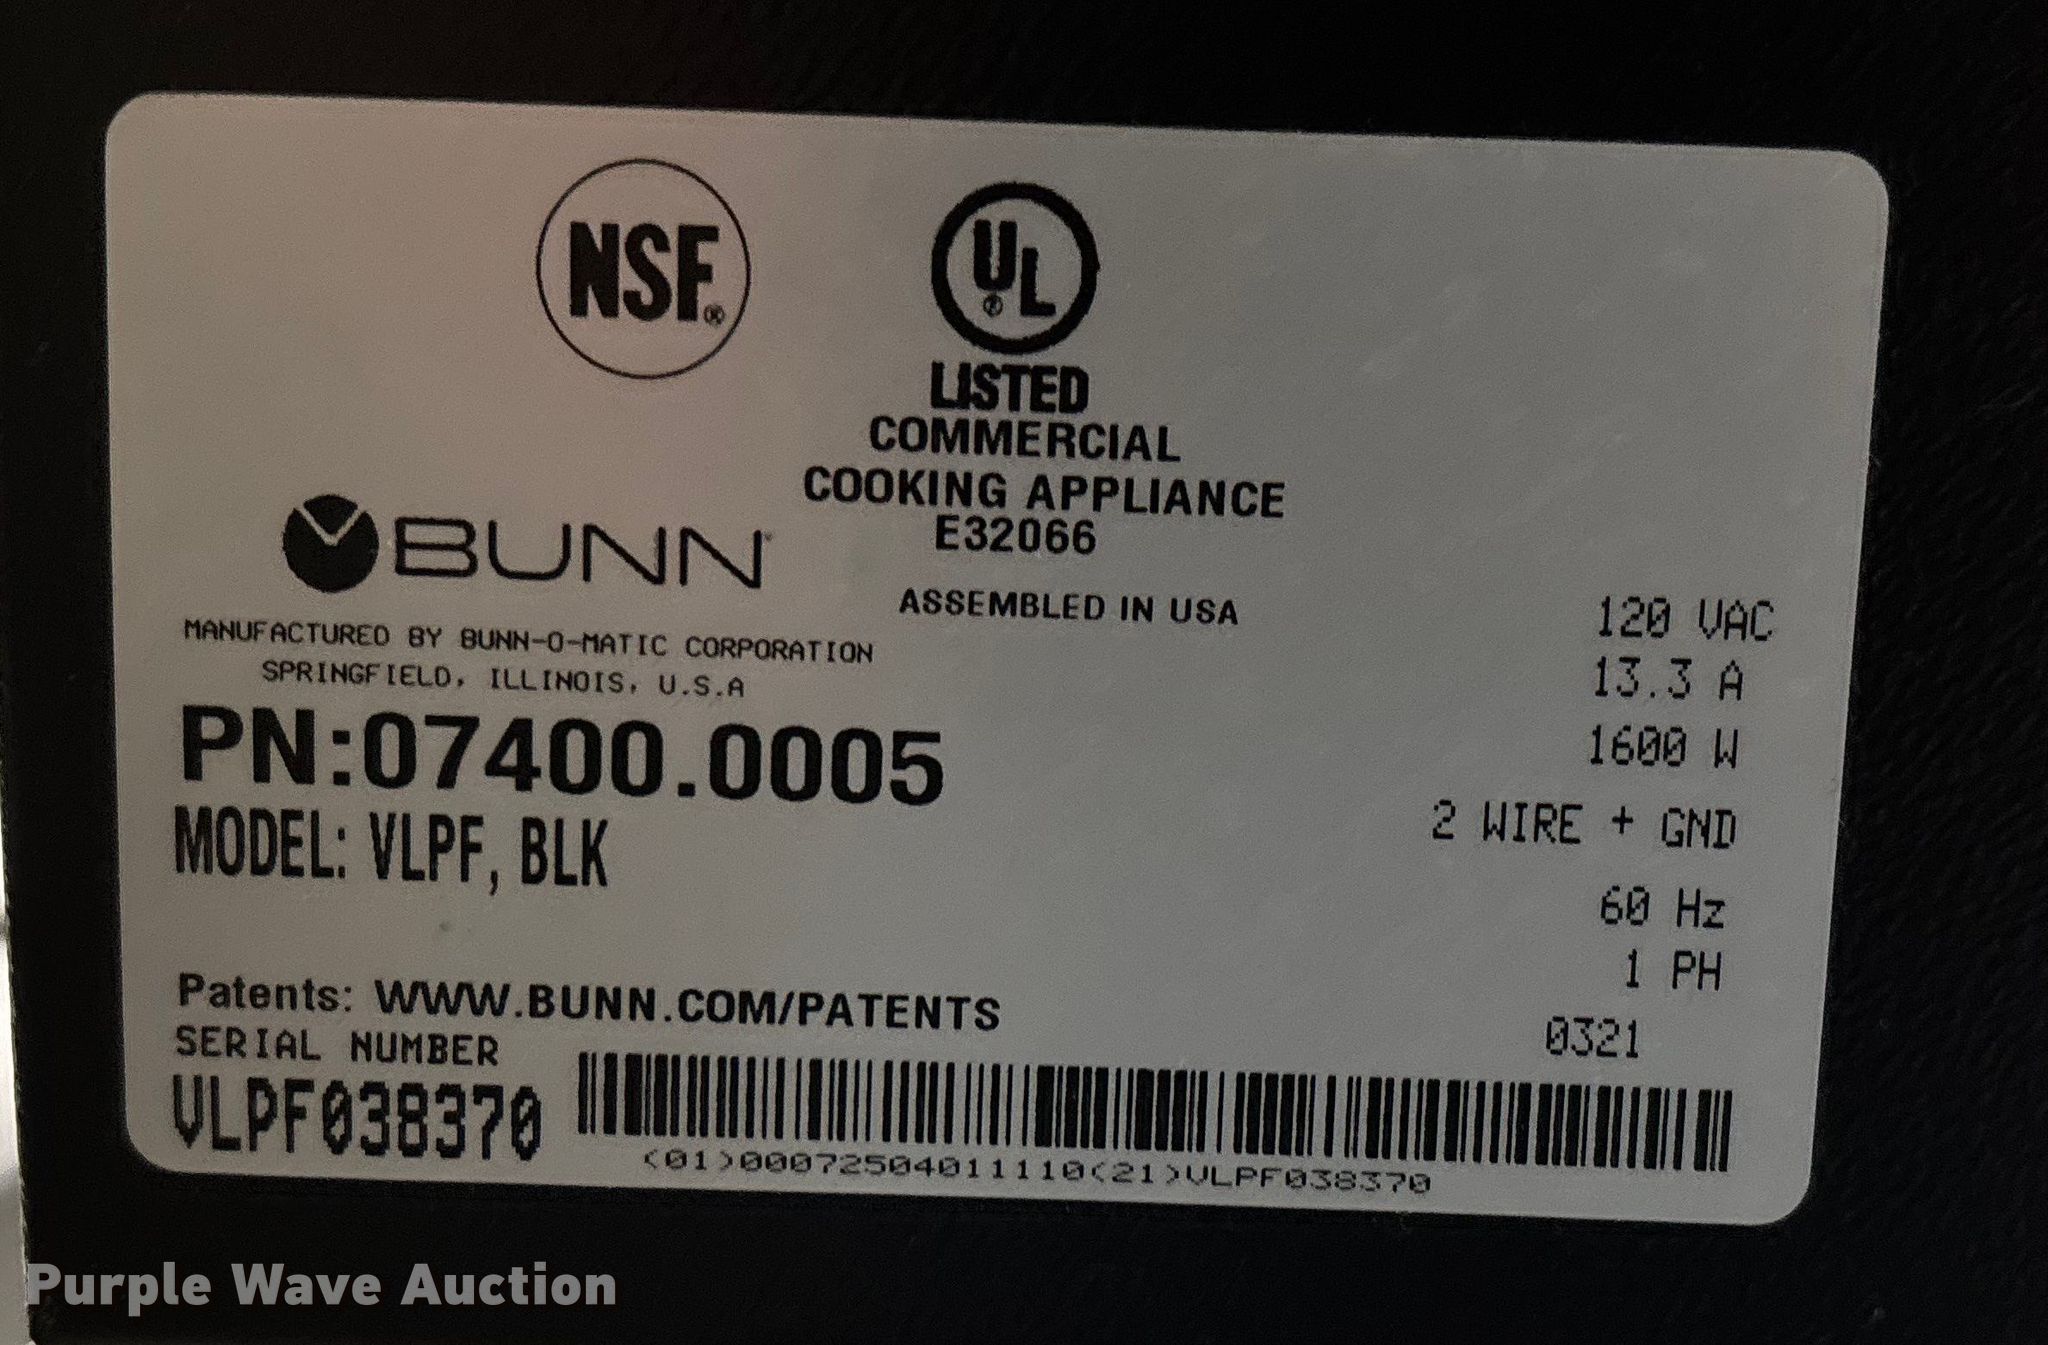 NSF®
UL®
LISTED
COMMERCIAL
COOKING APPLIANCE
E32066
BUNN
ASSEMBLED IN USA
MANUFACTURED BY BUNN-O-MATIC CORPORATION
SPRINGFIELD, ILLINOIS, U.S.A
PN:07400.0005
MODEL: VLPF, BLK
120 VAC
13.3 A
1600 W
2 WIRE + GND
60 Hz
1 PH
0321
Patents: WWW.BUNN.COM/PATENTS
SERIAL NUMBER
VLPF038370
(01)00072504011110(21)VLPF038370
Purple Wave Auction